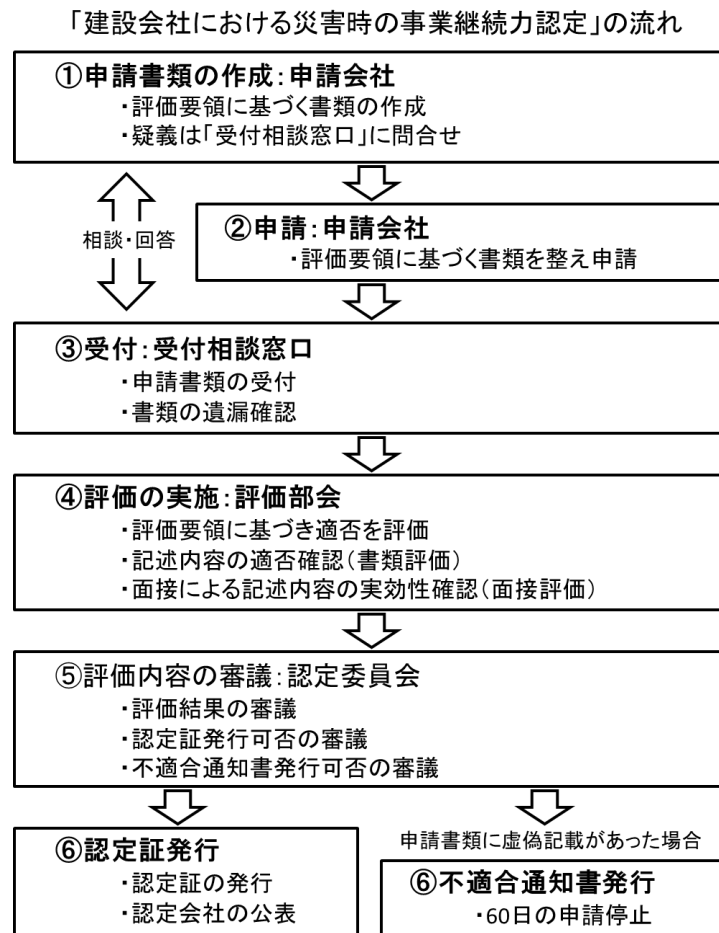 「建設会社における災害時の事業継続力認定」の流れ
①申請書類の作成：申請会社
・評価要領に基づく書類の作成
・疑義は「受付相談窓口」に問合せ
相談・回答
②申請：申請会社
・評価要領に基づく書類を整え申請
③受付：受付相談窓口
・申請書類の受付
・書類の遺漏確認
④評価の実施：評価部会
・評価要領に基づき適否を評価
・記述内容の適否確認（書類評価）
・面接による記述内容の実効性確認（面接評価）
⑤評価内容の審議：認定委員会
・評価結果の審議
・認定証発行可否の審議
・不適合通知書発行可否の審議
⑥認定証発行
・認定証の発行
・認定会社の公表
申請書類に虚偽記載があった場合
⑥不適合通知書発行
・60日の申請停止